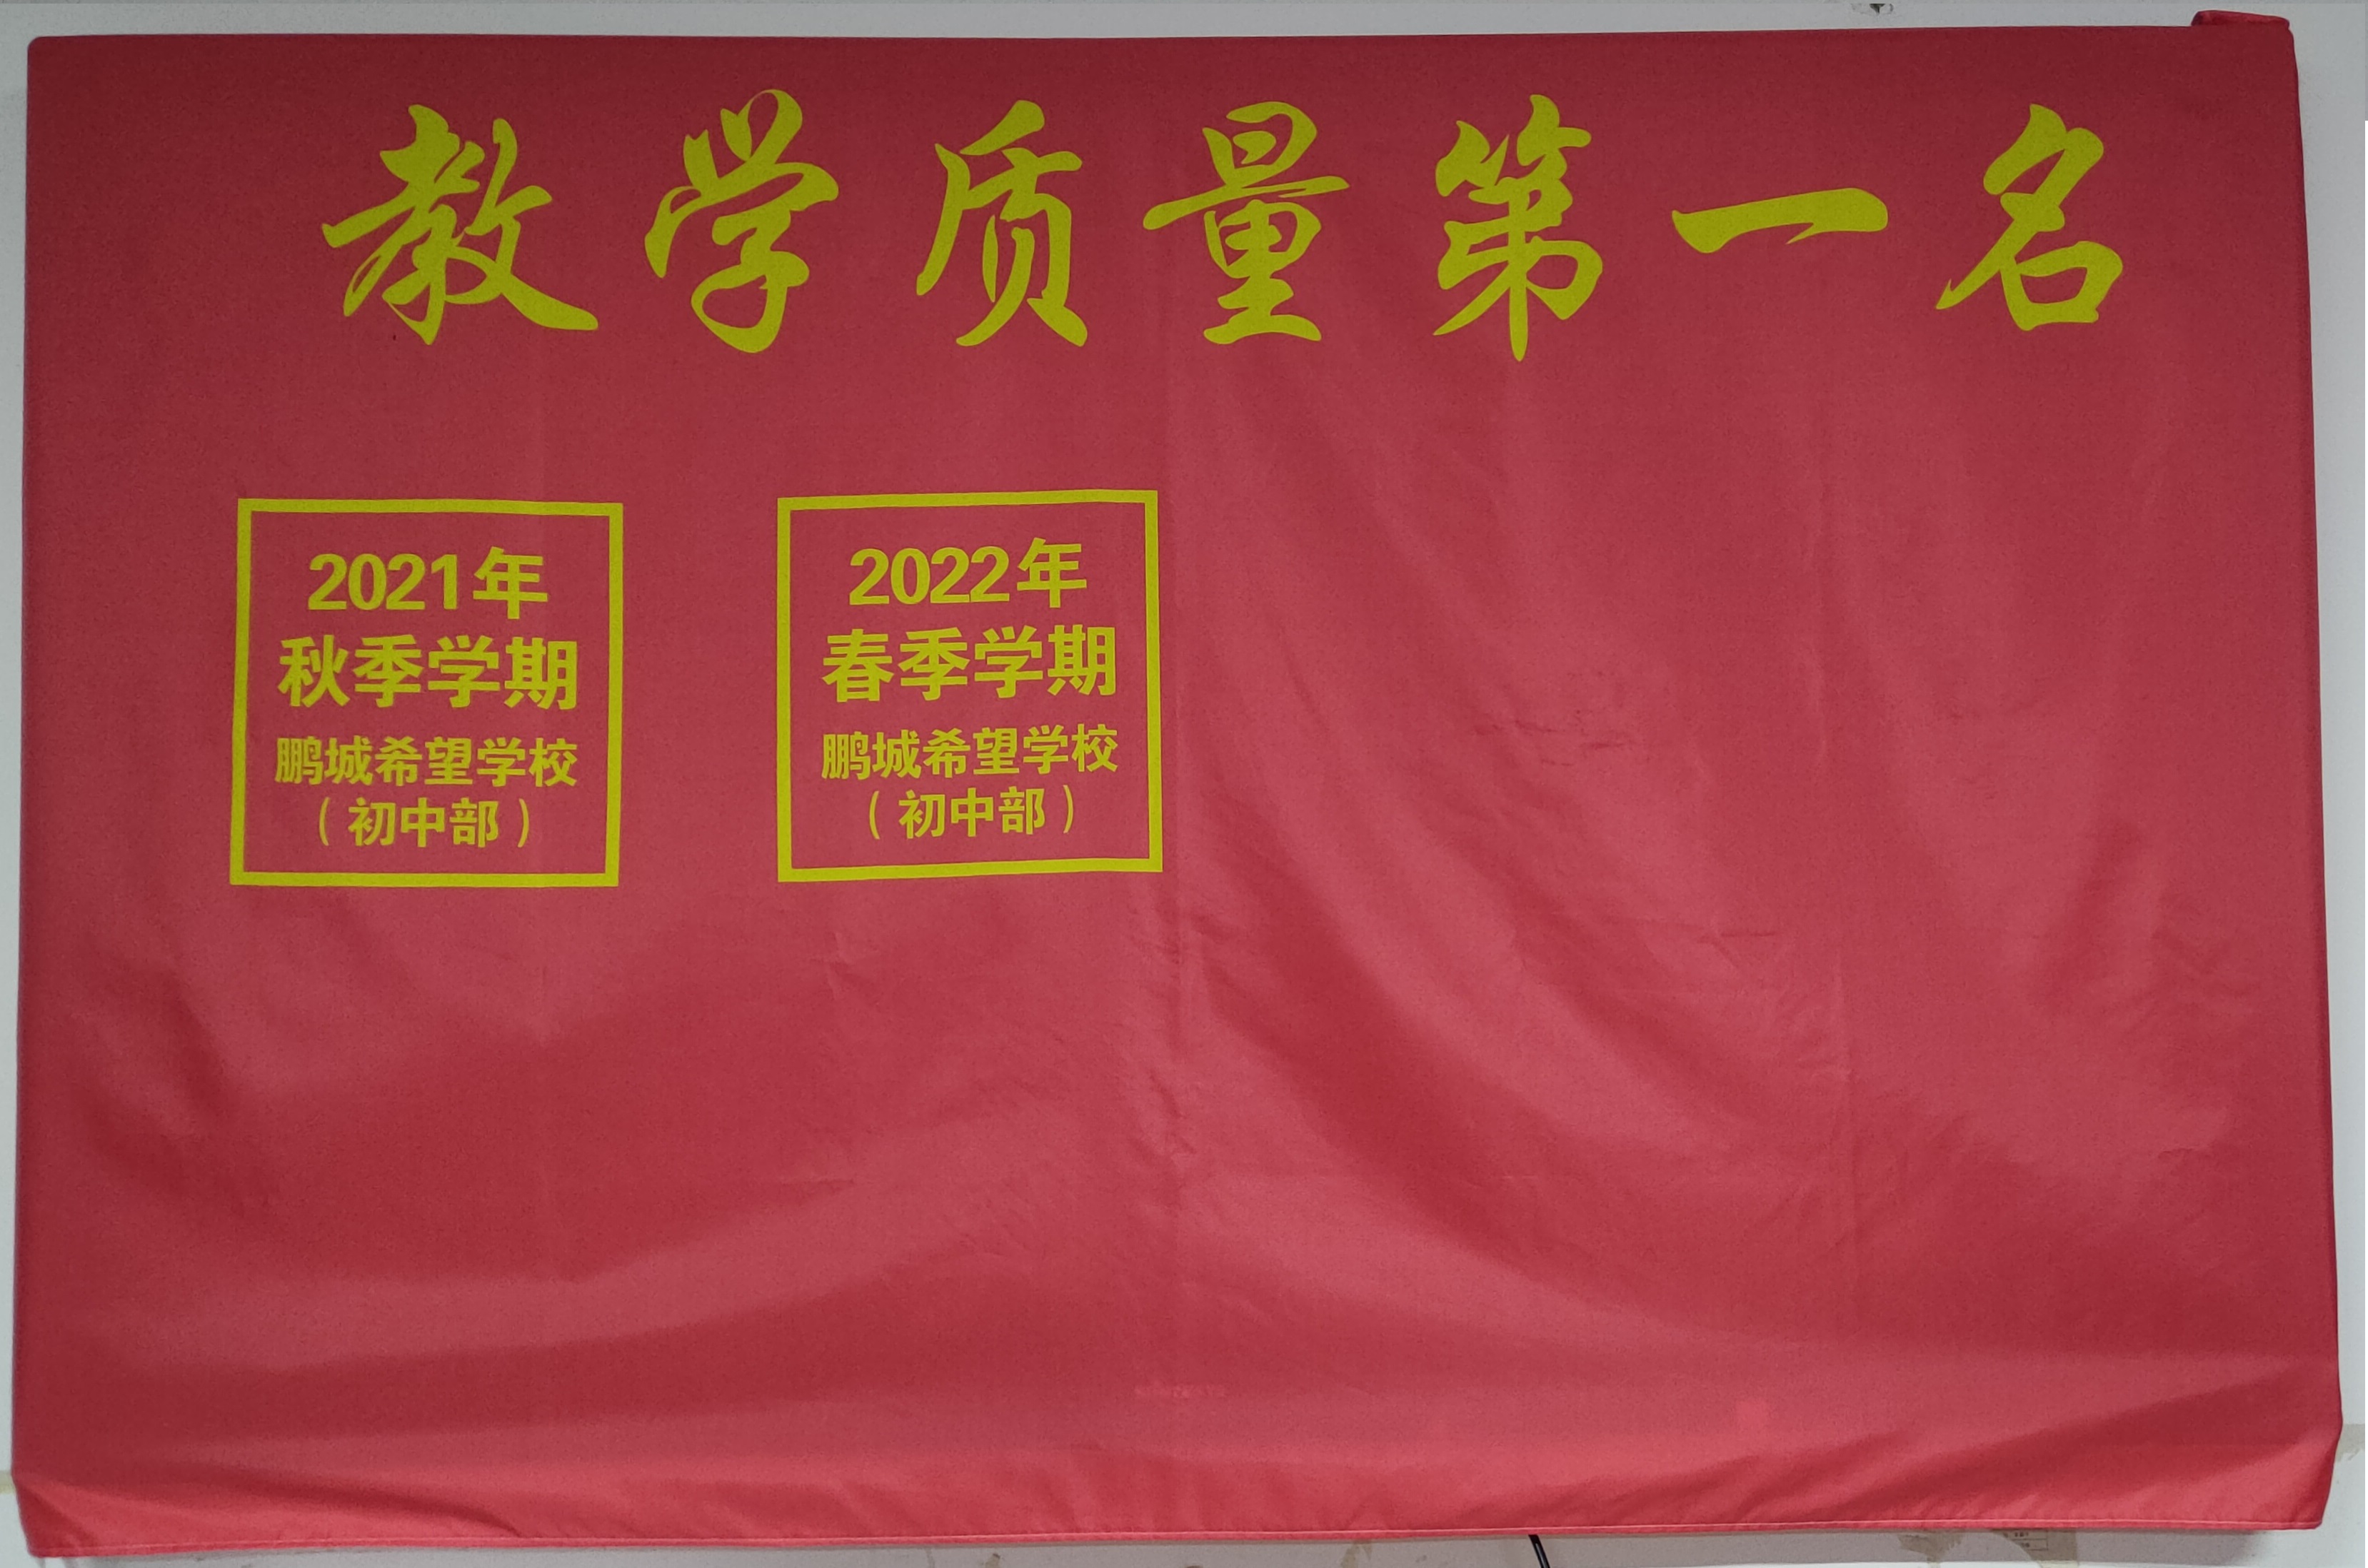 教学质量第一名
2021年
秋季学期
鹏城希望学校
（初中部）
2022年
春季学期
鹏城希望学校
（初中部）